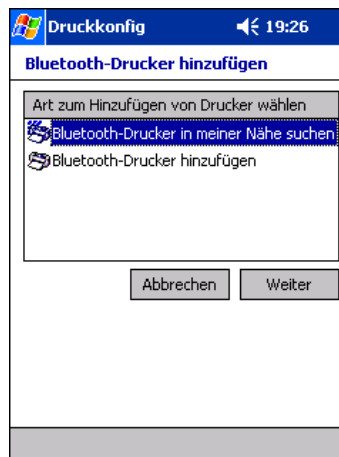 Druckkonfig 19:26
Bluetooth-Drucker hinzufügen
Art zum Hinzufügen von Drucker wählen
Bluetooth-Drucker in meiner Nähe suchen
Bluetooth-Drucker hinzufügen
Abbrechen Weiter